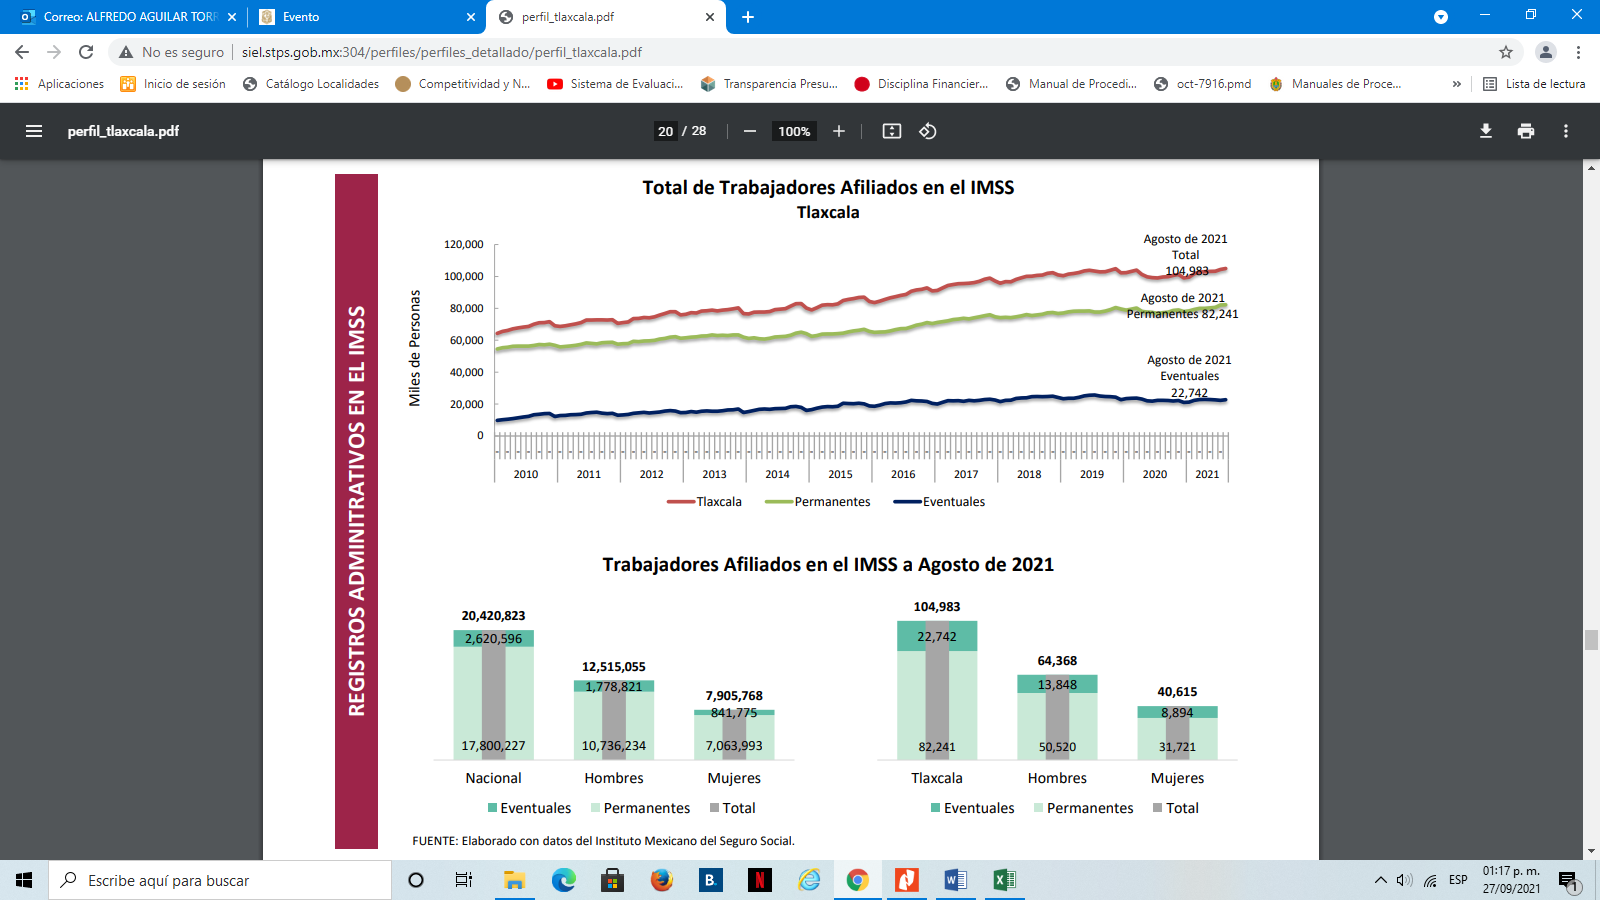 Correo: ALFREDO AGUILAR TORR
Evento
perfil_tlaxcala.pdf
No es seguro
siel.stps.gob.mx:304/perfiles/perfiles_detallado/perfil_tlaxcala.pdf
Aplicaciones
Inicio de sesión
Catálogo Localidades
Competitividad y N...
Sistema de Evaluaci...
Transparencia Presu...
Disciplina Financier...
Manual de Procedi...
oct-7916.pmd
Manuales de Proce...
»
Lista de lectura
perfil_tlaxcala.pdf
20 / 28
100%
REGISTROS ADMINITRATIVOS EN EL IMSS
Total de Trabajadores Afiliados en el IMSS
Tlaxcala
Miles de Personas
120,000
100,000
80,000
60,000
40,000
20,000
0
Agosto de 2021
Total
104,983
Agosto de 2021
Permanentes 82,241
Agosto de 2021
Eventuales
22,742
2010 2011 2012 2013 2014 2015 2016 2017 2018 2019 2020 2021
Tlaxcala Permanentes Eventuales
Trabajadores Afiliados en el IMSS a Agosto de 2021
20,420,823
2,620,596
17,800,227
12,515,055
1,778,821
10,736,234
7,905,768
841,775
7,063,993
Nacional Hombres Mujeres
Eventuales Permanentes Total
104,983
22,742
82,241
64,368
13,848
50,520
40,615
8,894
31,721
Tlaxcala Hombres Mujeres
Eventuales Permanentes Total
FUENTE: Elaborado con datos del Instituto Mexicano del Seguro Social.
Escribe aquí para buscar
B.
N
W
X
ESP
01:17 p. m.
27/09/2021
1